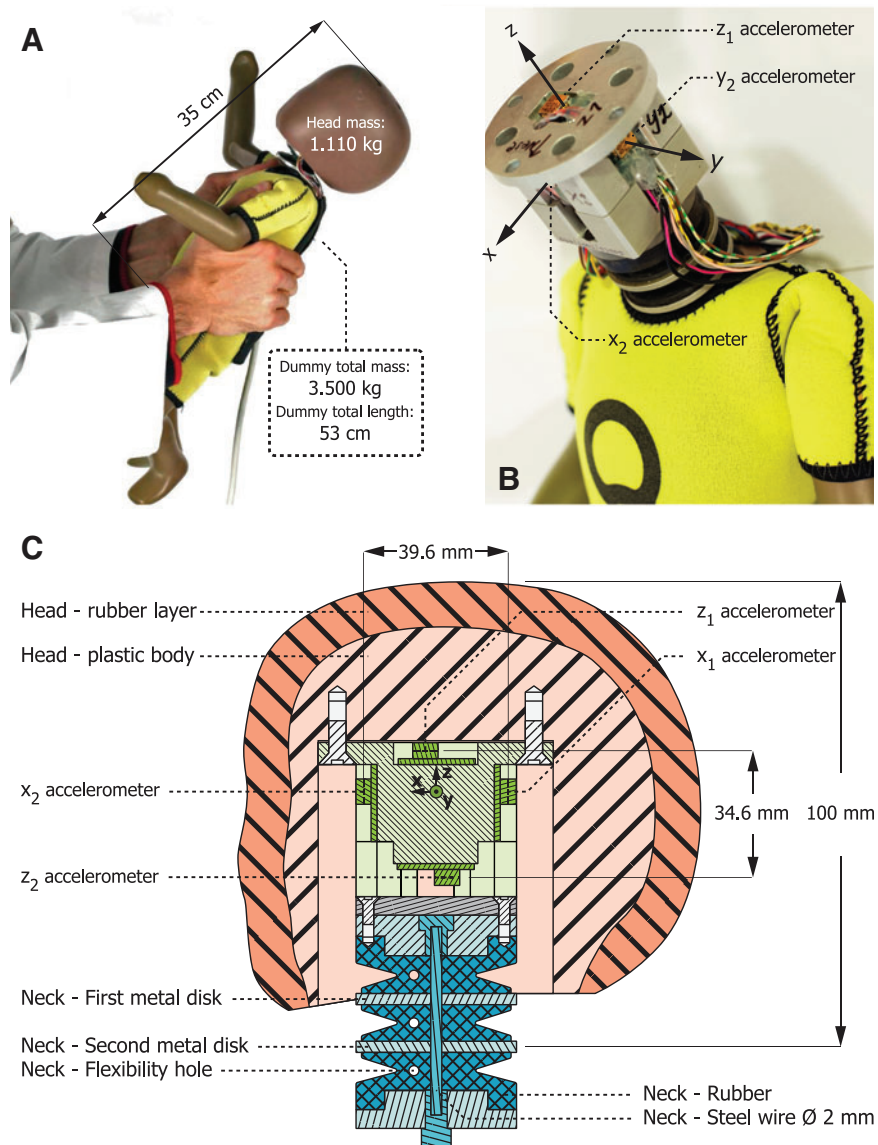 A
35 cm
Head mass:
1.110 kg
Dummy total mass:
3.500 kg
Dummy total length:
53 cm
z
z1 accelerometer
y2 accelerometer
z1
y2
y
x
x2 accelerometer
B
C
39.6 mm
Head - rubber layer
z1 accelerometer
Head - plastic body
x1 accelerometer
z
x
y
x2 accelerometer
34.6 mm
100 mm
z2 accelerometer
Neck - First metal disk
Neck - Second metal disk
Neck - Flexibility hole
Neck - Rubber
Neck - Steel wire Ø 2 mm